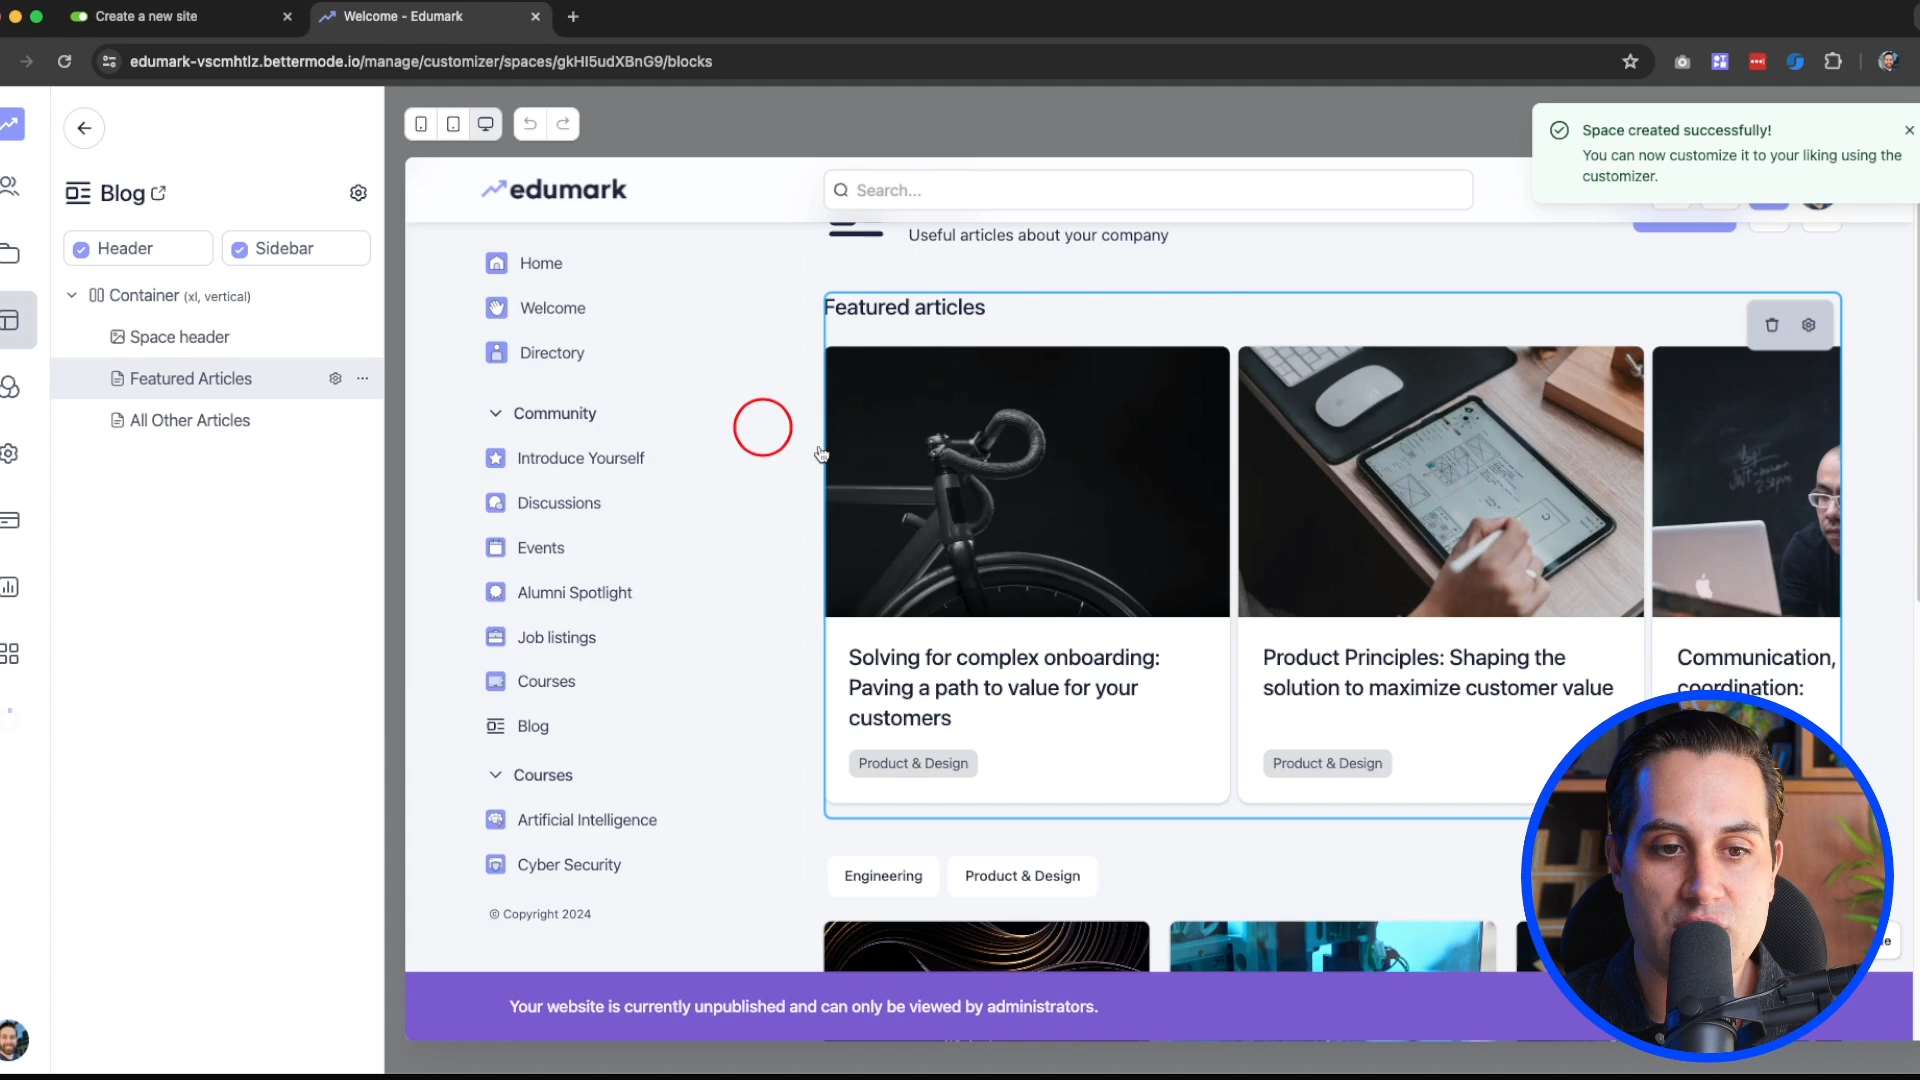 Create a new site
Welcome - Edumark
edumark-vscmhtlz.bettermode.io/manage/customizer/spaces/gkHI5udXBnG9/blocks
Space created successfully!
You can now customize it to your liking using the
customizer.
Blog
Header
Sidebar
Container (xl, vertical)
Space header
Featured Articles
All Other Articles
edumark
Search...
Useful articles about your company
Home
Welcome
Directory
Community
Introduce Yourself
Discussions
Events
Alumni Spotlight
Job listings
Courses
Blog
Courses
Artificial Intelligence
Cyber Security
© Copyright 2024
Featured articles
Solving for complex onboarding:
Paving a path to value for your
customers
Product & Design
Product Principles: Shaping the
solution to maximize customer value
Product & Design
Communication,
coordination:
Engineering
Product & Design
Your website is currently unpublished and can only be viewed by administrators.